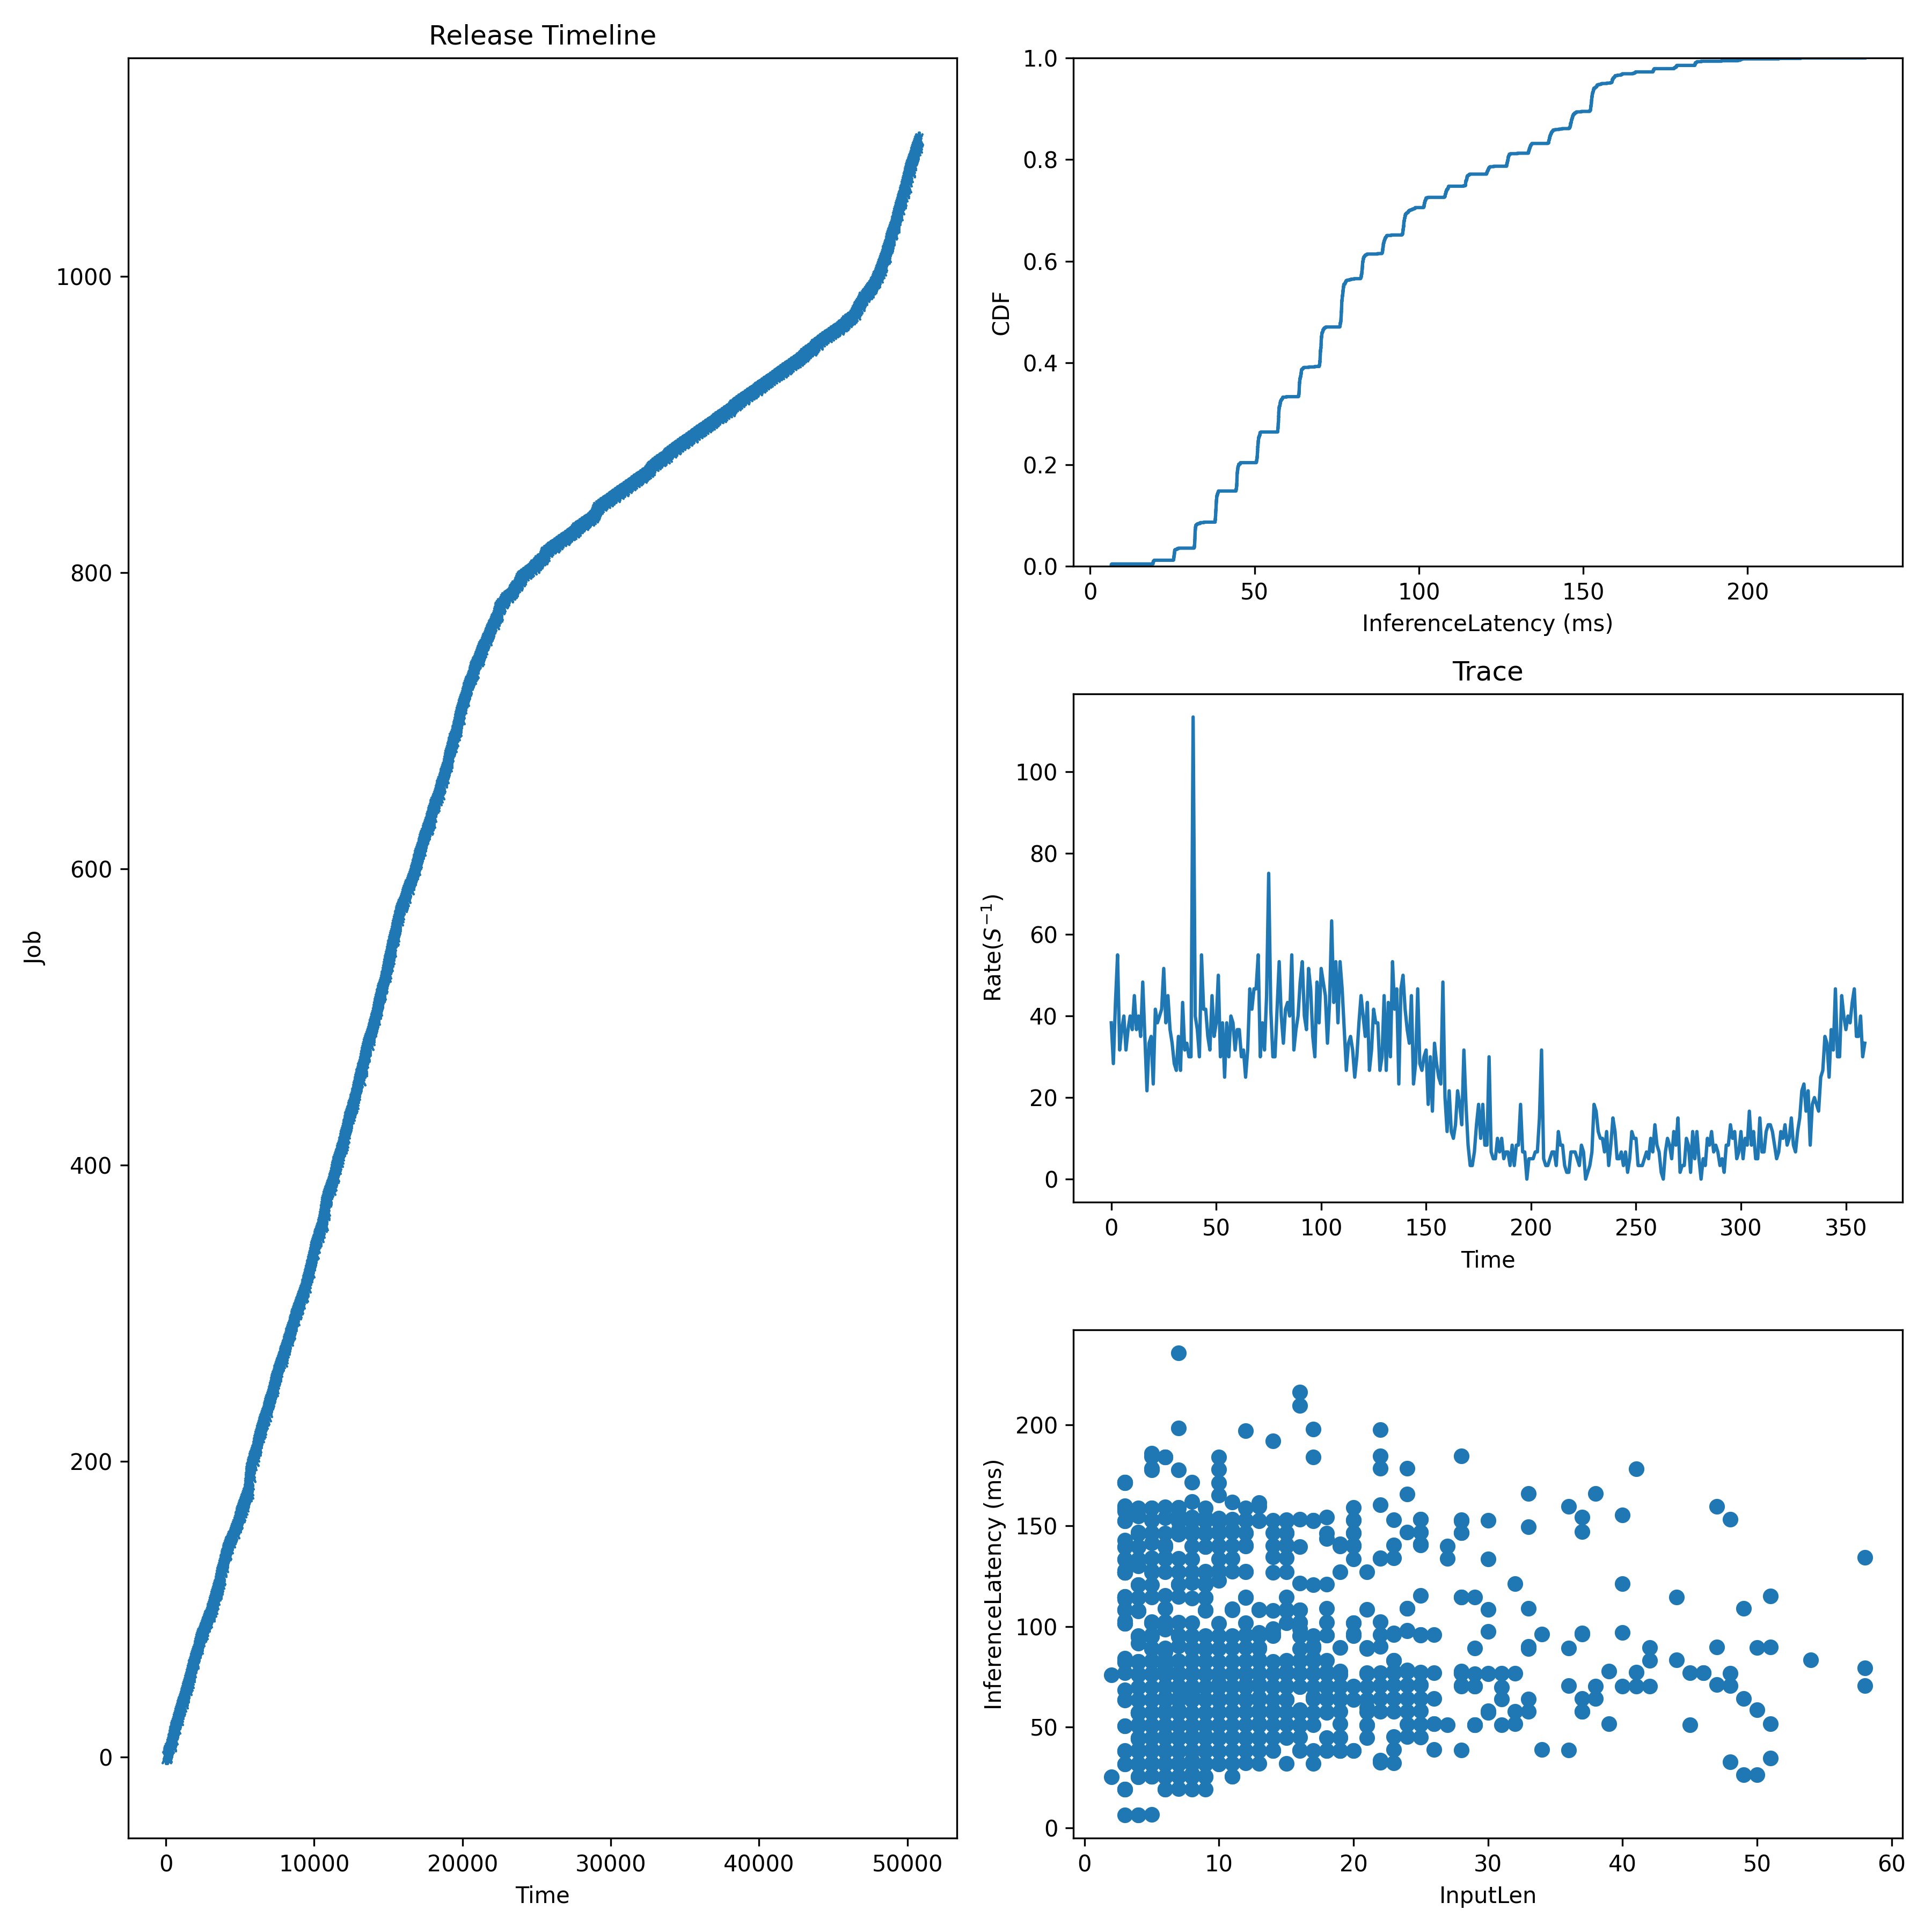 Release Timeline
Job
1000
800
600
400
200
0
0 10000 20000 30000 40000 50000
Time
CDF
1.0
0.8
0.6
0.4
0.2
0.0
0 50 100 150 200
InferenceLatency (ms)
Trace
Rate(S⁻¹)
100
80
60
40
20
0
0 50 100 150 200 250 300 350
Time
InferenceLatency (ms)
200
150
100
50
0
0 10 20 30 40 50 60
InputLen